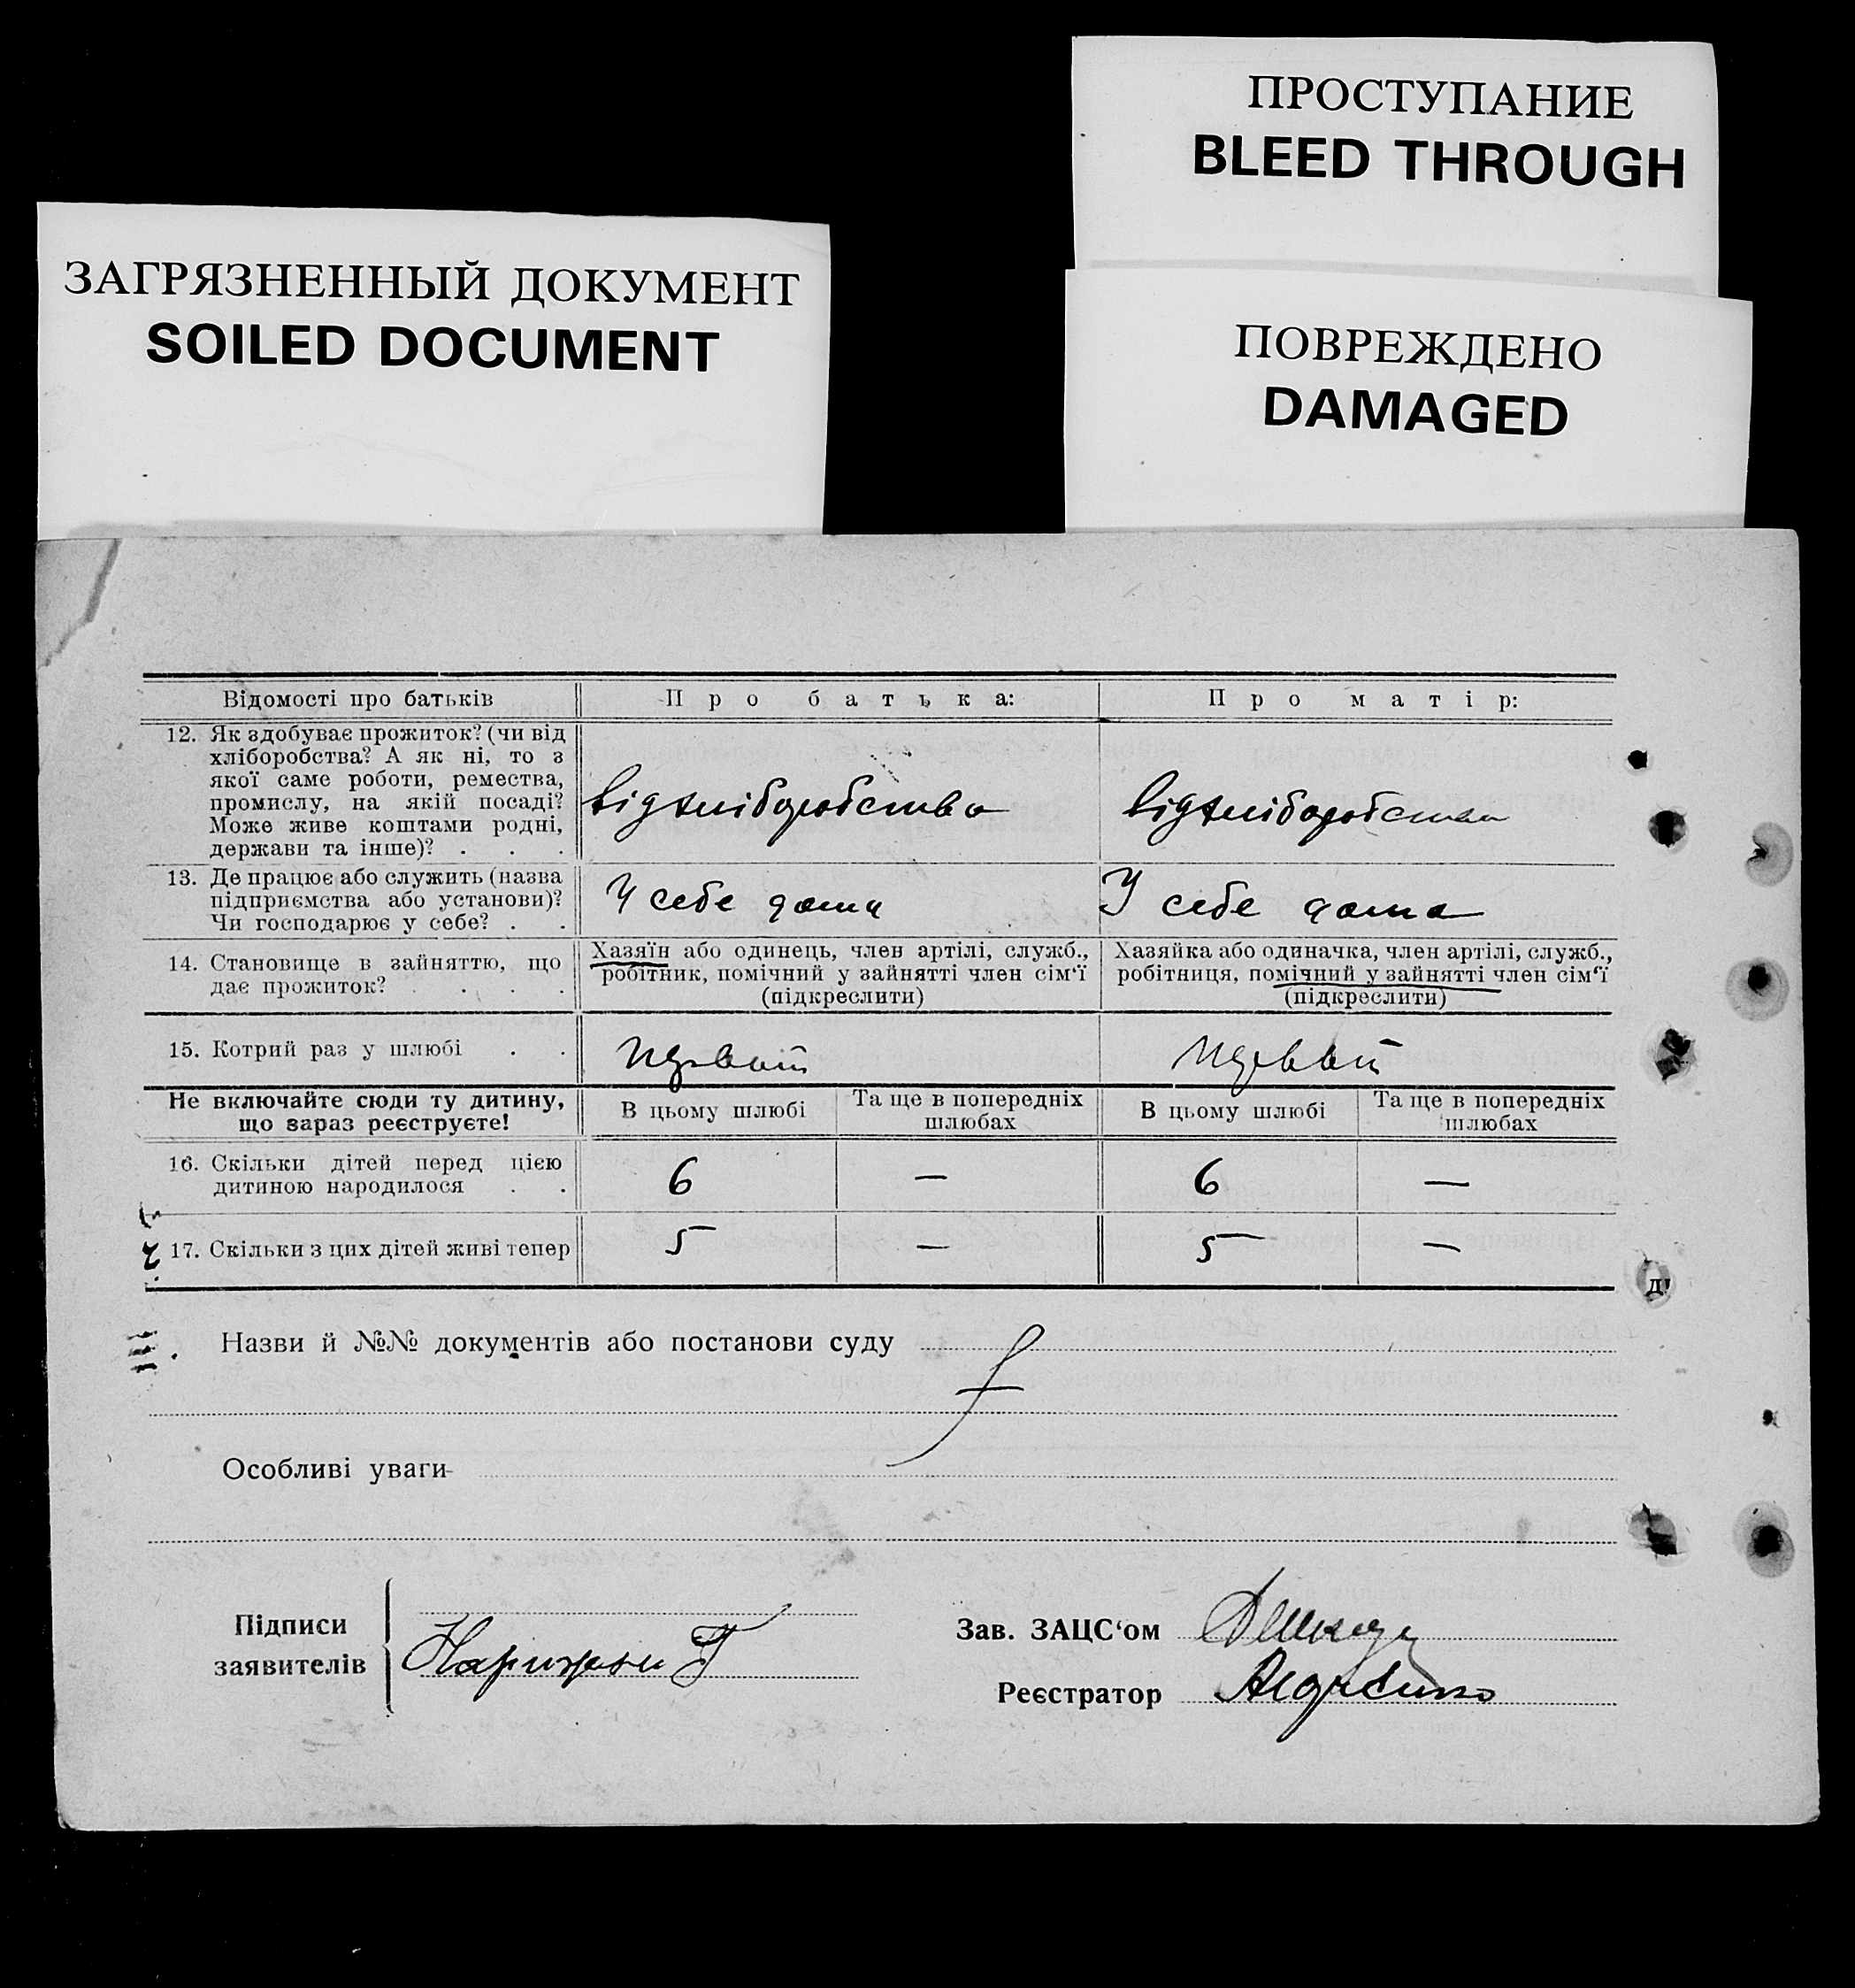 ПРОСТУПАНИЕ
BLEED THROUGH
ЗАГРЯЗНЕННЫЙ ДОКУМЕНТ
SOILED DOCUMENT
ПОВРЕЖДЕНО
DAMAGED
Відомості про батьків
Про батька:
Про матір:
12. Як здобуває прожиток? (чи від
хліборобства? А як ні, то з
якої саме роботи, ремества,
промислу, на якій посаді?
Може живе коштами родні,
держави та інше)? . . .
від хліборобства
від хліборобства
13. Де працює або служить (назва
підприємства або установи)?
Чи господарює у себе? . .
У себе дома
У себе дома
14. Становище в зайняттю, що
дає прожиток? . . . .
Хазяїн або одинець, член артілі, служб.,
робітник, помічний у зайнятті член сім'ї
(підкреслити)
Хазяйка або одиначка, член артілі, служб.,
робітниця, помічний у зайнятті член сім'ї
(підкреслити)
15. Котрий раз у шлюбі . .
Не включайте сюди ту дитину,
що зараз реєструєте!
В цьому шлюбі
Та ще в попередніх
шлюбах
В цьому шлюбі
Та ще в попередніх
шлюбах
16. Скільки дітей перед цією
дитиною народилося . .
6
—
6
—
17. Скільки з цих дітей живі тепер
5
—
5
—
Назви й №№ документів або постанови суду
Особливі уваги
Підписи
заявителів
Зав. ЗАЦС'ом
Реєстратор